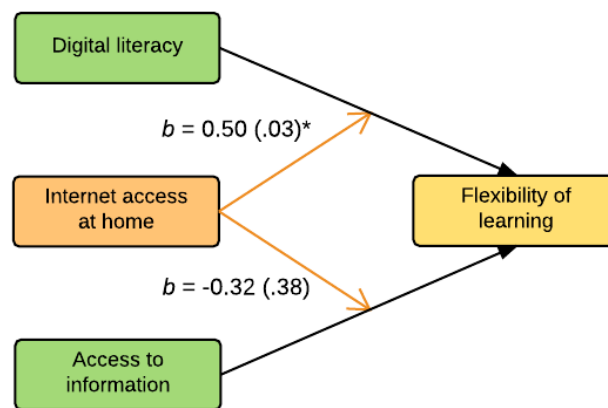 Digital literacy
b = 0.50 (.03)*
Internet access
at home
Flexibility of
learning
b = -0.32 (.38)
Access to
information